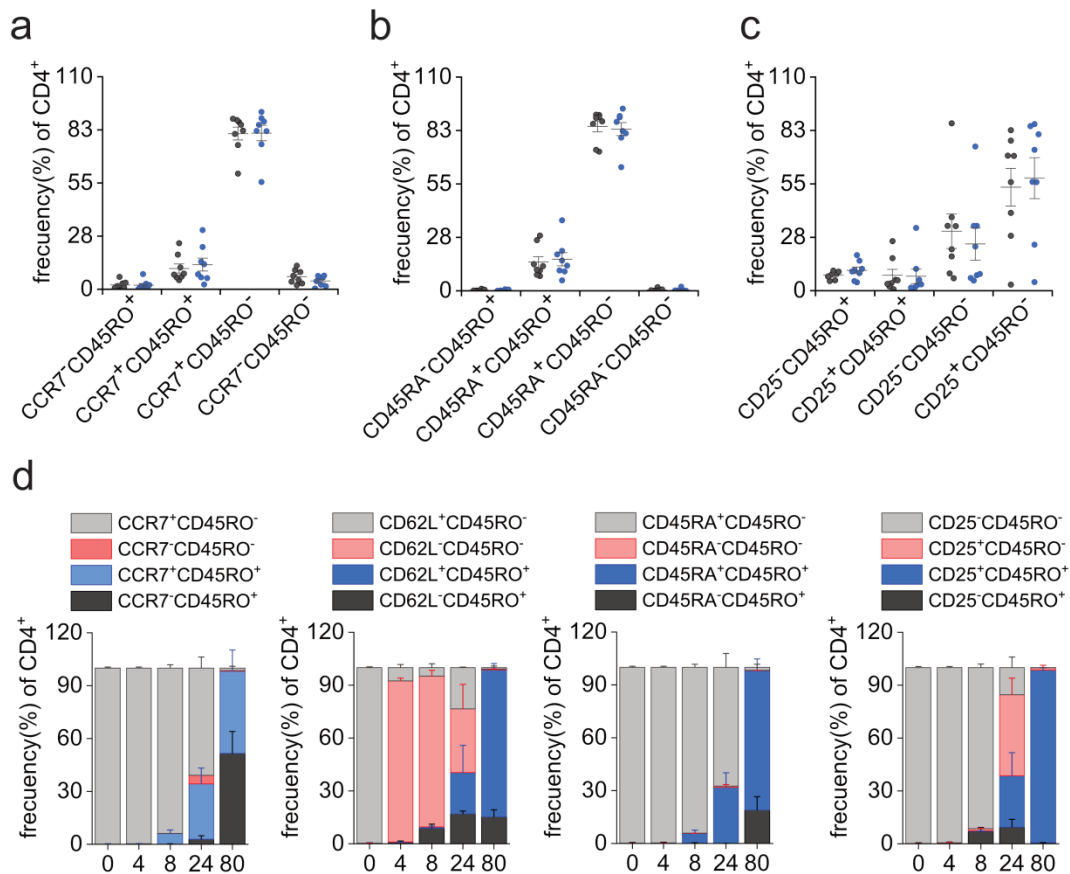 a
b
c
frecuency(%) of CD4⁺
110
83
55
28
0
CCR7⁻CD45RO⁺
CCR7⁺CD45RO⁺
CCR7⁺CD45RO⁻
CCR7⁻CD45RO⁻
frecuency(%) of CD4⁺
110
83
55
28
0
CD45RA⁻CD45RO⁺
CD45RA⁺CD45RO⁺
CD45RA⁺CD45RO⁻
CD45RA⁻CD45RO⁻
frecuency(%) of CD4⁺
110
83
55
28
0
CD25⁻CD45RO⁺
CD25⁺CD45RO⁺
CD25⁻CD45RO⁻
CD25⁺CD45RO⁻
d
CCR7⁺CD45RO⁻
CCR7⁻CD45RO⁻
CCR7⁺CD45RO⁺
CCR7⁻CD45RO⁺
frecuency(%) of CD4⁺
120
90
60
30
0
0 4 8 24 80
CD62L⁺CD45RO⁻
CD62L⁻CD45RO⁻
CD62L⁺CD45RO⁺
CD62L⁻CD45RO⁺
frecuency(%) of CD4⁺
120
90
60
30
0
0 4 8 24 80
CD45RA⁺CD45RO⁻
CD45RA⁻CD45RO⁻
CD45RA⁺CD45RO⁺
CD45RA⁻CD45RO⁺
frecuency(%) of CD4⁺
120
90
60
30
0
0 4 8 24 80
CD25⁻CD45RO⁻
CD25⁺CD45RO⁻
CD25⁺CD45RO⁺
CD25⁻CD45RO⁺
frecuency(%) of CD4⁺
120
90
60
30
0
0 4 8 24 80